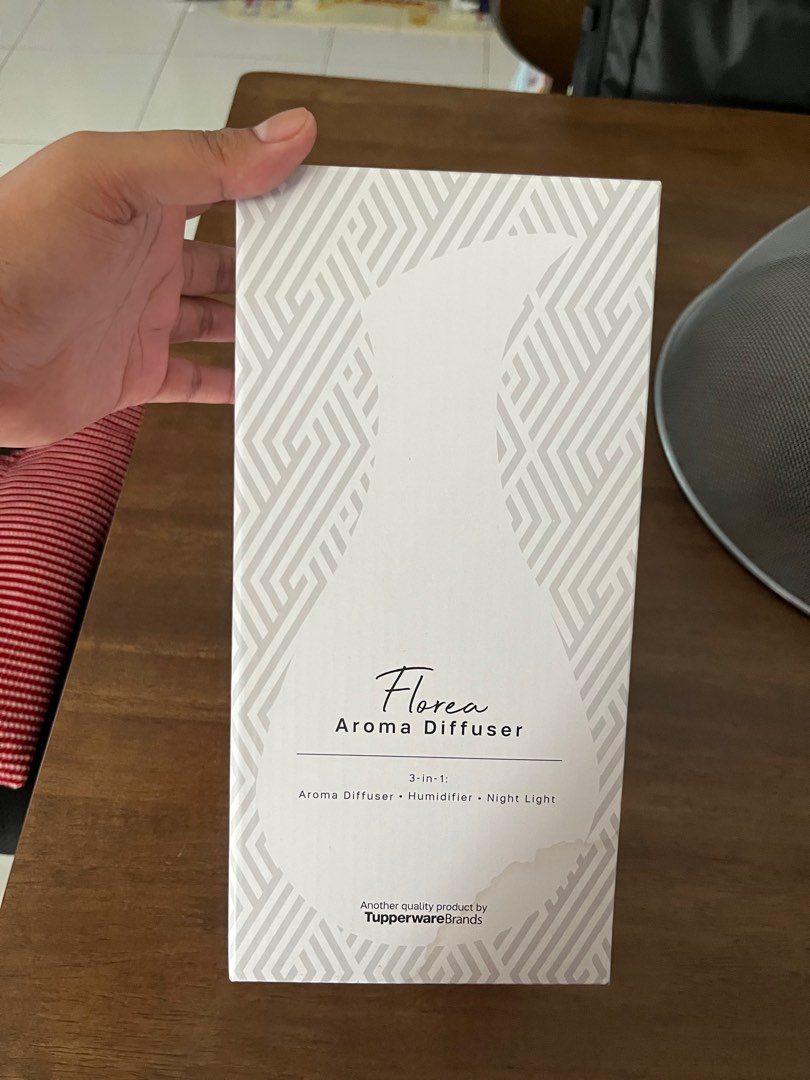 Florea
Aroma Diffuser
3-in-1:
Aroma Diffuser • Humidifier • Night Light
Another quality product by
TupperwareBrands